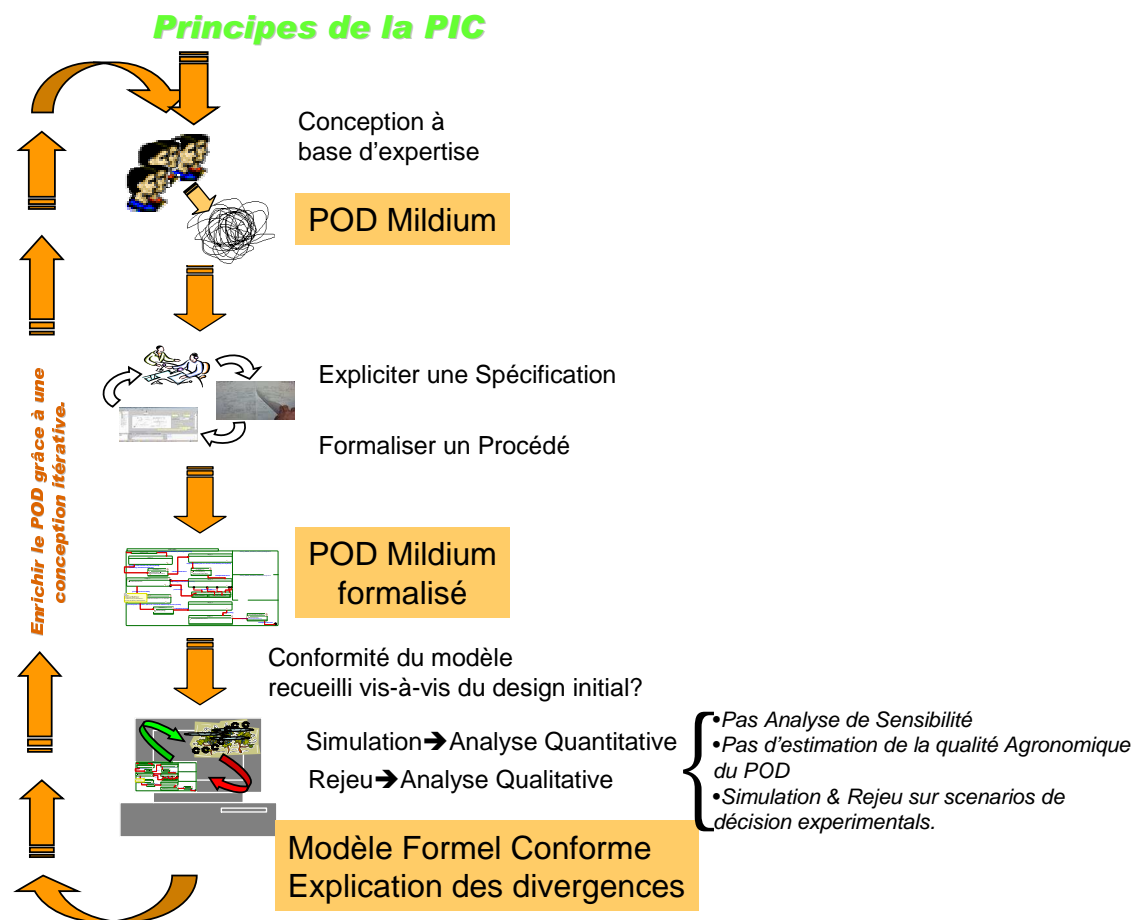 Principes de la PIC
Conception à
base d'expertise
POD Mildium
Expliciter une Spécification
Formaliser un Procédé
Enrichir le POD grâce à une
conception itérative.
POD Mildium
formalisé
Conformité du modèle
recueilli vis-à-vis du design initial?
Simulation➔Analyse Quantitative
Rejeu➔Analyse Qualitative
•Pas Analyse de Sensibilité
•Pas d'estimation de la qualité Agronomique
du POD
•Simulation & Rejeu sur scenarios de
décision experimentals.
Modèle Formel Conforme
Explication des divergences